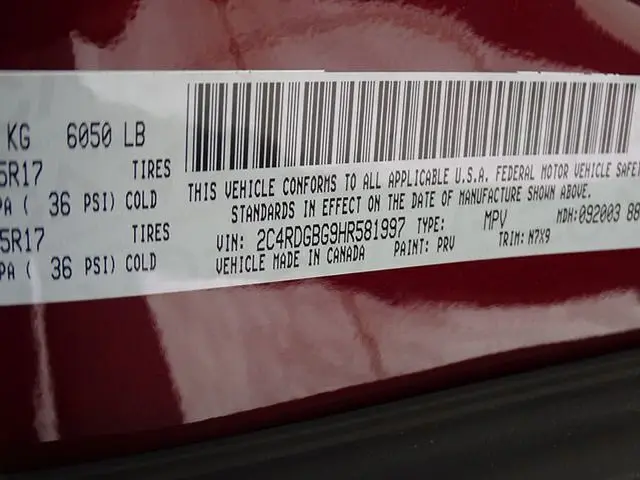 KG 6050 LB
5R17 TIRES
PA ( 36 PSI) COLD
5R17 TIRES
PA ( 36 PSI) COLD
THIS VEHICLE CONFORMS TO ALL APPLICABLE U.S.A. FEDERAL MOTOR VEHICLE SAFE
STANDARDS IN EFFECT ON THE DATE OF MANUFACTURE SHOWN ABOVE.
VIN: 2C4RDGBG9HR581997 TYPE: MPV MDH:092003 88
VEHICLE MADE IN CANADA PAINT: PRV TRIM: N7X9